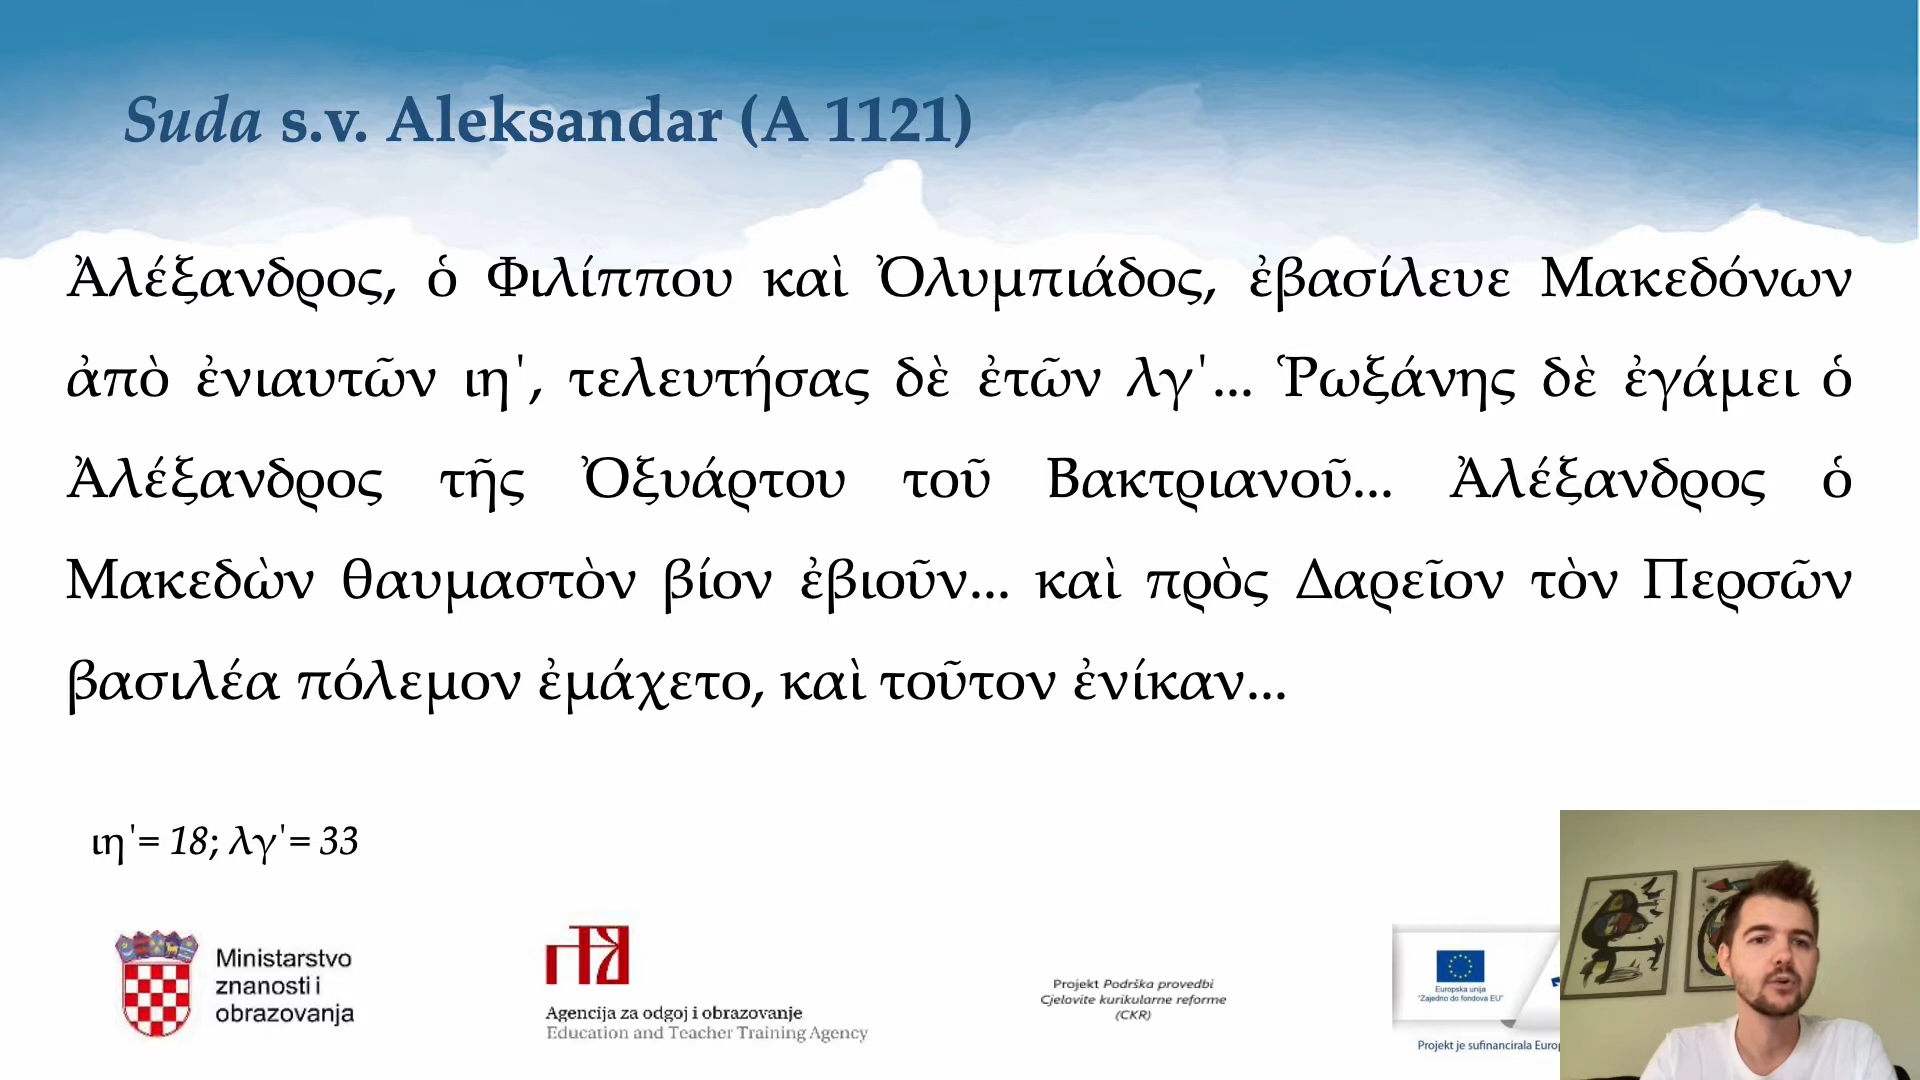 Suda s.v. Aleksandar (A 1121)
Ἀλέξανδρος, ὁ Φιλίππου καὶ Ὀλυμπιάδος, ἐβασίλευε Μακεδόνων
ἀπὸ ἐνιαυτῶν ιη', τελευτήσας δὲ ἐτῶν λγ'... Ῥωξάνης δὲ ἐγάμει ὁ
Ἀλέξανδρος τῆς Ὀξυάρτου τοῦ Βακτριανοῦ... Ἀλέξανδρος ὁ
Μακεδὼν θαυμαστὸν βίον ἐβιοῦν... καὶ πρὸς Δαρεῖον τὸν Περσῶν
βασιλέα πόλεμον ἐμάχετο, καὶ τοῦτον ἐνίκαν...
ιη'= 18; λγ'= 33
Ministarstvo
znanosti i
obrazovanja
Agencija za odgoj i obrazovanje
Education and Teacher Training Agency
Projekt Podrška provedbi
Cjelovite kurikularne reforme
(CKR)
Europska unija
"Zajedno do fondova EU"
Projekt je sufinancirala